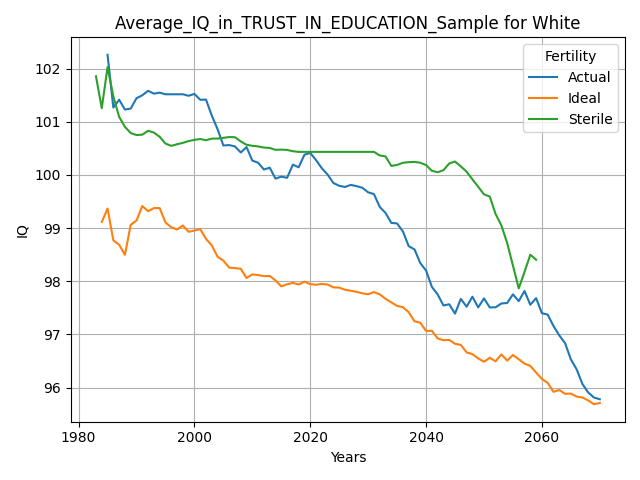 Average_IQ_in_TRUST_IN_EDUCATION_Sample for White
Fertility
Actual
Ideal
Sterile
102
101
100
99
98
97
96
IQ
1980
2000
2020
2040
2060
Years